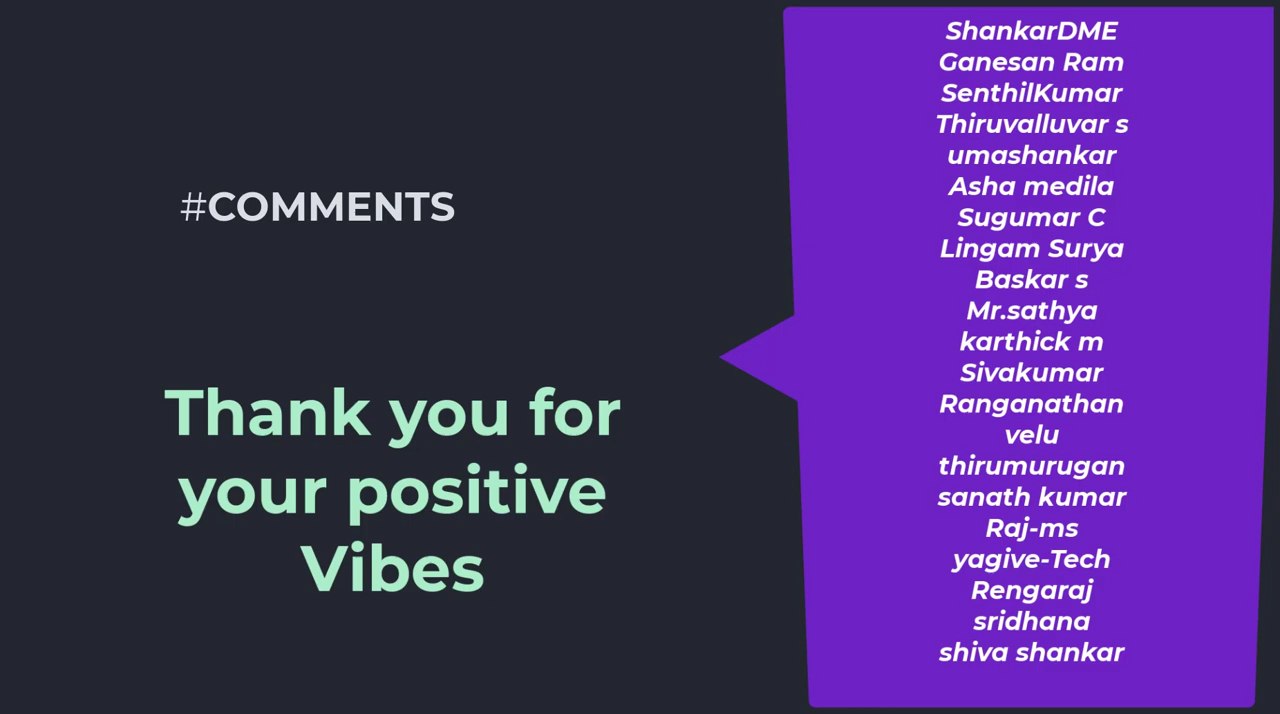 #COMMENTS
Thank you for
your positive
Vibes
ShankarDME
Ganesan Ram
SenthilKumar
Thiruvalluvar s
umashankar
Asha medila
Sugumar C
Lingam Surya
Baskar s
Mr.sathya
karthick m
Sivakumar
Ranganathan
velu
thirumurugan
sanath kumar
Raj-ms
yagive-Tech
Rengaraj
sridhana
shiva shankar